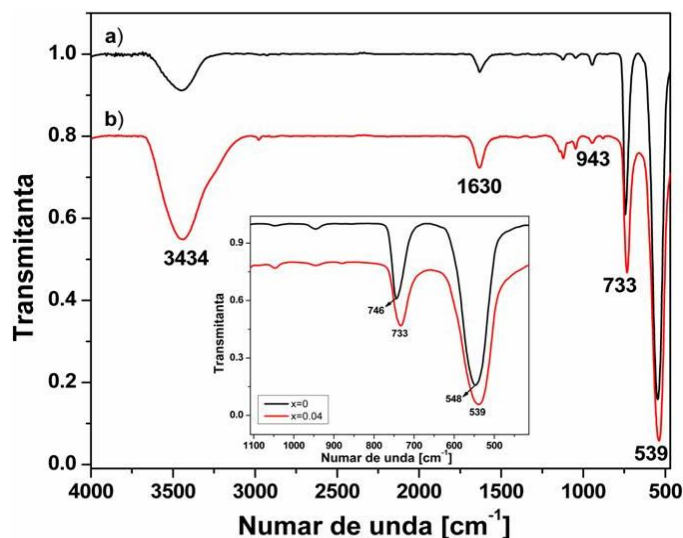 a)
b)
1.0
0.8
0.6
0.4
0.2
0.0
Transmitanta
4000 3500 3000 2500 2000 1500 1000 500
Numar de unda [cm⁻¹]
3434
1630
943
733
539
0.9
0.6
0.3
0.0
Transmitanta
746
733
548
539
x=0
x=0.04
1100 1000 900 800 700 600 500
Numar de unda [cm⁻¹]